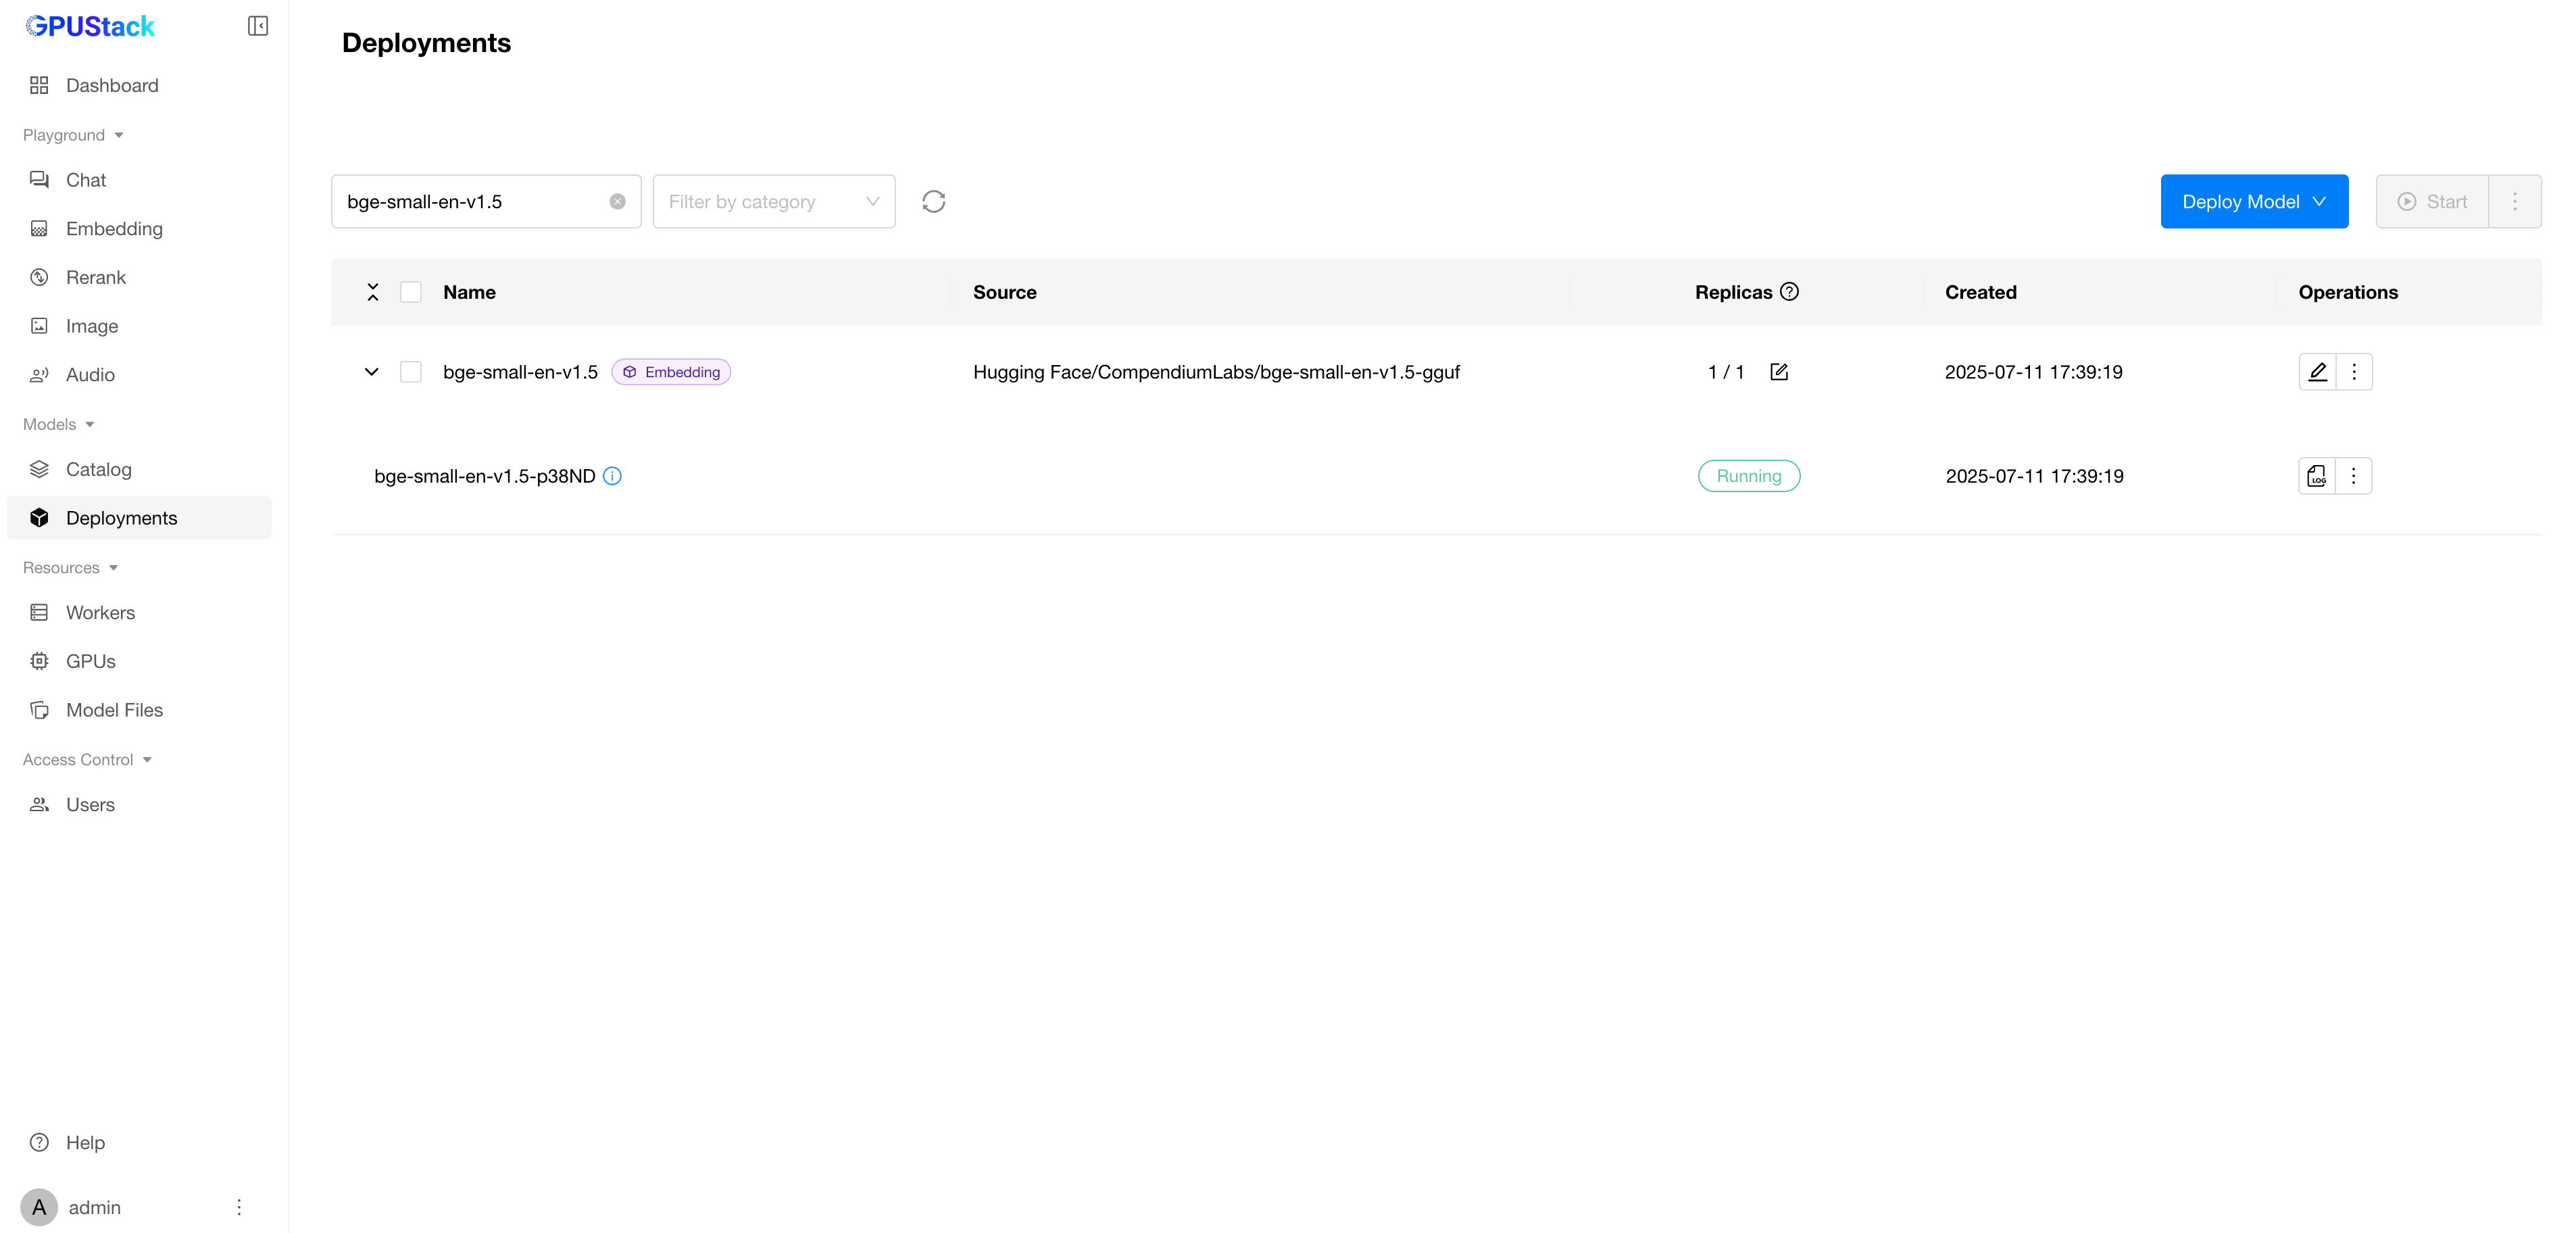 GPUStack
Dashboard
Playground
Chat
Embedding
Rerank
Image
Audio
Models
Catalog
Deployments
Resources
Workers
GPUs
Model Files
Access Control
Users
Help
A admin
Deployments
bge-small-en-v1.5 Filter by category Deploy Model Start
Name Source Replicas Created Operations
bge-small-en-v1.5 Embedding Hugging Face/CompendiumLabs/bge-small-en-v1.5-gguf 1 / 1 2025-07-11 17:39:19
bge-small-en-v1.5-p38ND Running 2025-07-11 17:39:19 LOG